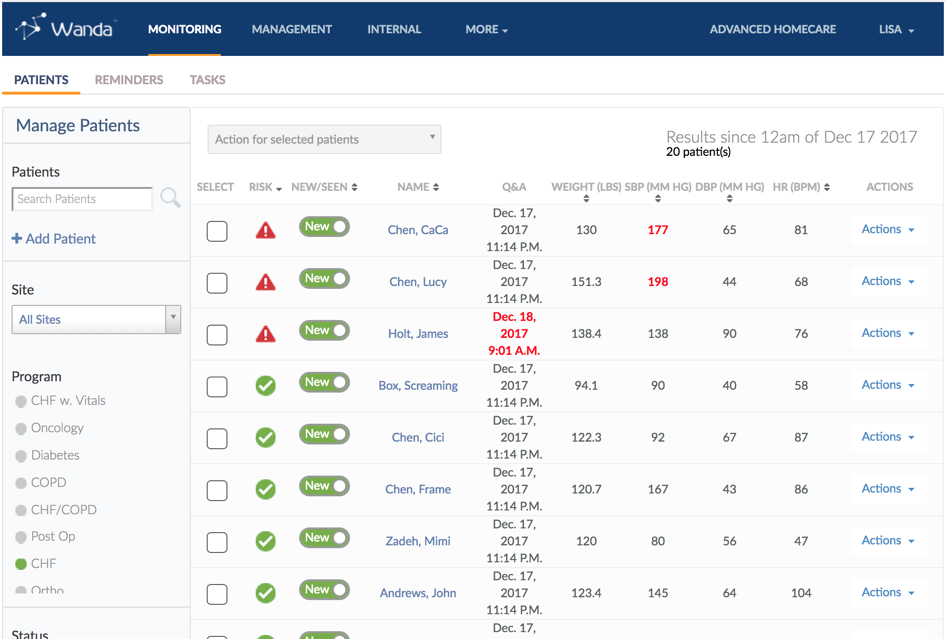 Wanda™
MONITORING
MANAGEMENT
INTERNAL
MORE
ADVANCED HOMECARE
LISA
PATIENTS
REMINDERS
TASKS
Manage Patients
Patients
Search Patients
+ Add Patient
Site
All Sites
Program
CHF w. Vitals
Oncology
Diabetes
COPD
CHF/COPD
Post Op
CHF
Ortho
Status
Action for selected patients
Results since 12am of Dec 17 2017
20 patient(s)
SELECT RISK NEW/SEEN NAME Q&A WEIGHT (LBS) SBP (MM HG) DBP (MM HG) HR (BPM) ACTIONS
Dec. 17,
New Chen, CaCa 2017 130 177 65 81 Actions
11:14 P.M.
Dec. 17,
New Chen, Lucy 2017 151.3 198 44 68 Actions
11:14 P.M.
Dec. 18,
New Holt, James 2017 138.4 138 90 76 Actions
9:01 A.M.
Dec. 17,
New Box, Screaming 2017 94.1 90 40 58 Actions
11:14 P.M.
Dec. 17,
New Chen, Cici 2017 122.3 92 67 87 Actions
11:14 P.M.
Dec. 17,
New Chen, Frame 2017 120.7 167 43 86 Actions
11:14 P.M.
Dec. 17,
New Zadeh, Mimi 2017 120 80 56 47 Actions
11:14 P.M.
Dec. 17,
New Andrews, John 2017 123.4 145 64 104 Actions
11:14 P.M.
Dec. 17,
New